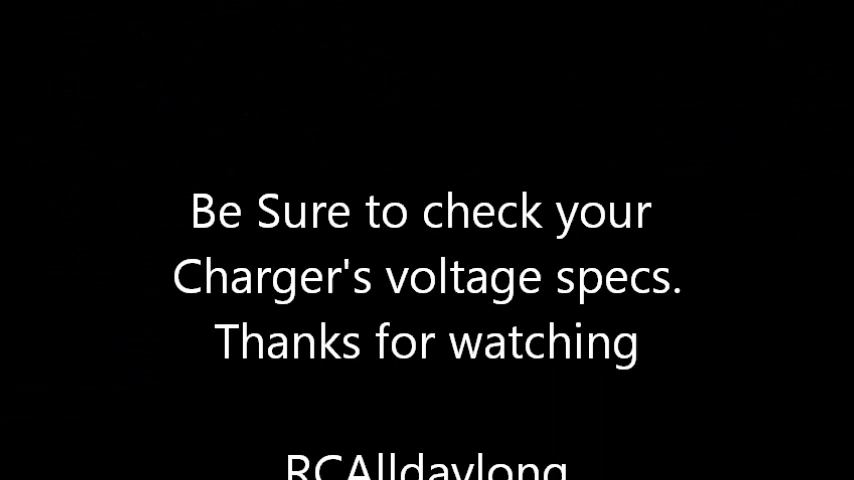 Be Sure to check your
Charger's voltage specs.
Thanks for watching
RCAlldaylong